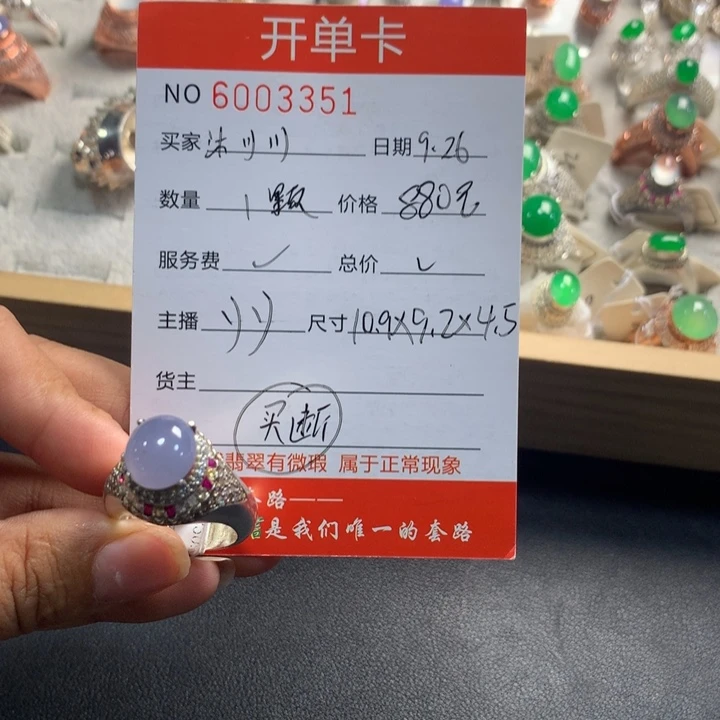 开单卡
NO 6003351
买家 沐川川 日期 9.26
数量 1颗 价格 880元
服务费 ✓ 总价 ✓
主播 川 尺寸 10.9×9.2×4.5
货主
买断
翡翠有微瑕 属于正常现象
路——
信是我们唯一的套路